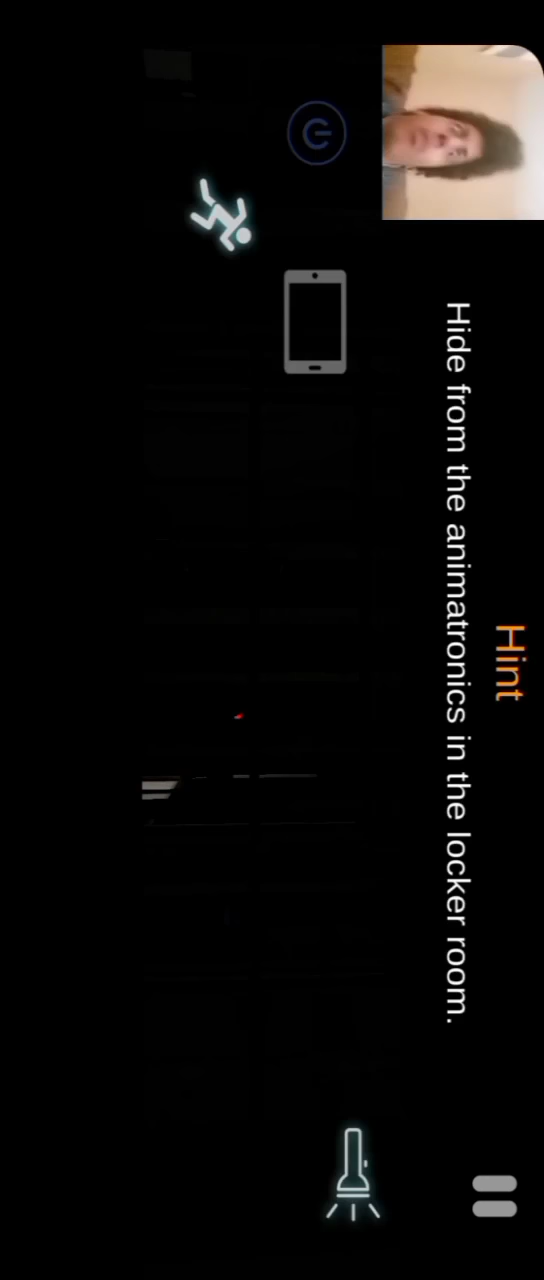 Hint
Hide from the animatronics in the locker room.